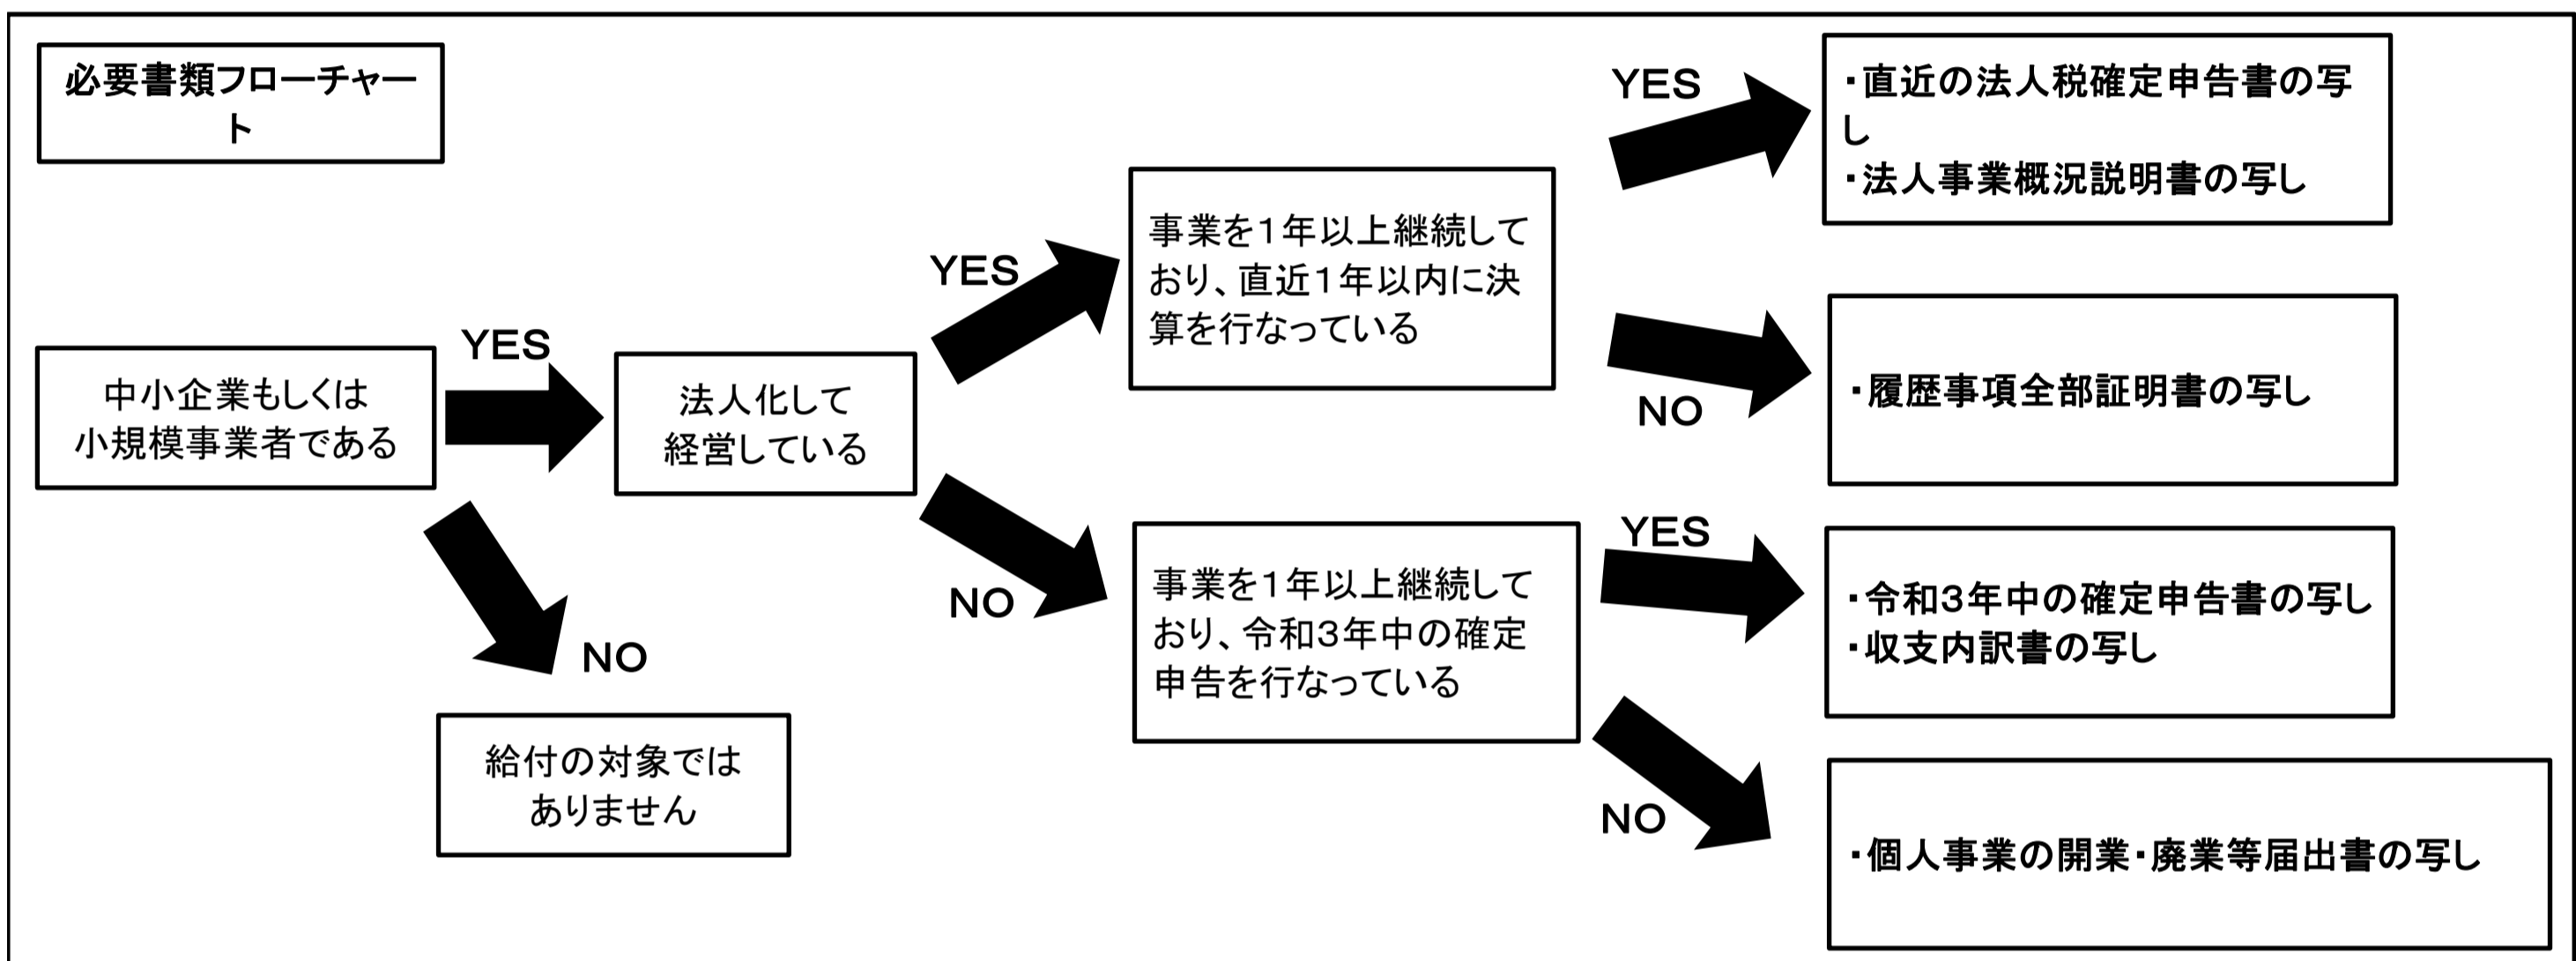 必要書類フローチャー
ト
中小企業もしくは
小規模事業者である
YES
NO
給付の対象では
ありません
法人化して
経営している
YES
NO
事業を1年以上継続して
おり、直近1年以内に決
算を行なっている
YES
・直近の法人税確定申告書の写
し
・法人事業概況説明書の写し
NO
・履歴事項全部証明書の写し
事業を1年以上継続して
おり、令和3年中の確定
申告を行なっている
YES
・令和3年中の確定申告書の写し
・収支内訳書の写し
NO
・個人事業の開業・廃業等届出書の写し